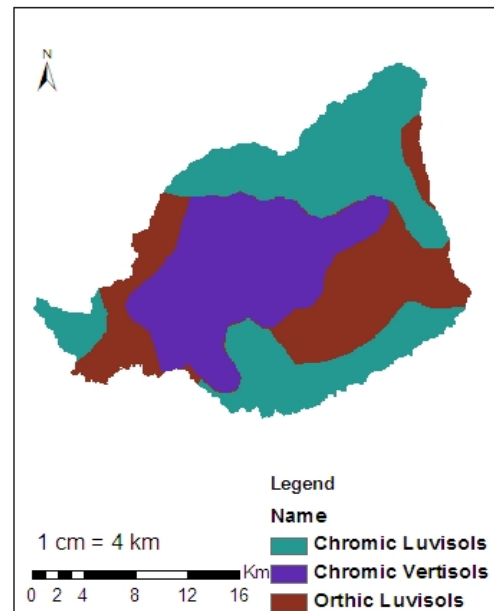 N
Legend
Name
Chromic Luvisols
Chromic Vertisols
Orthic Luvisols
1 cm = 4 km
Km
0 2 4 8 12 16